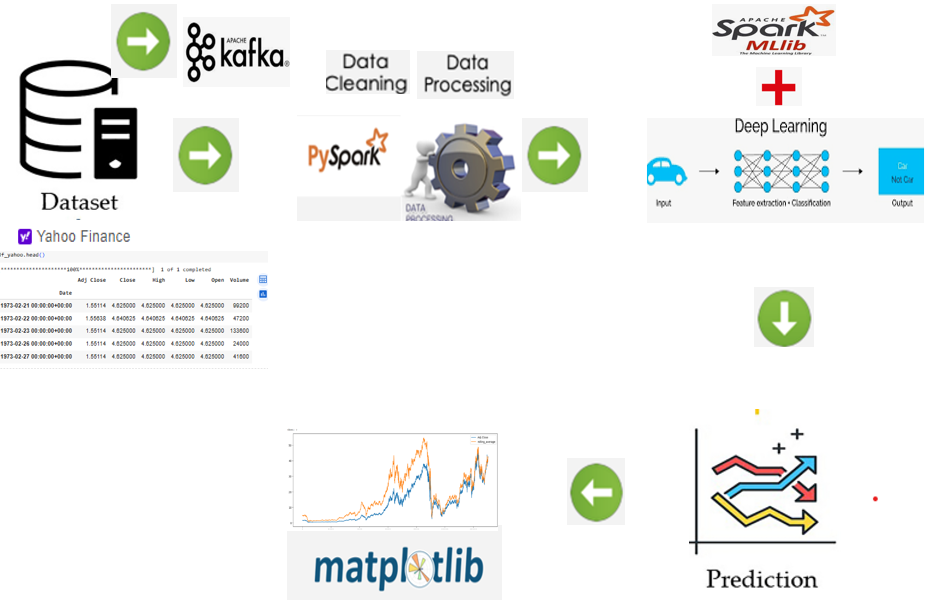 APACHE
kafka®
Data
Cleaning
Data
Processing
APACHE
Spark
MLlib
The Machine Learning Library
PySpark
DATA
PROCESSING
Deep Learning
Car
Not Car
Input
Feature extraction + Classification
Output
Dataset
Yahoo Finance
f_yahoo.head()
100%
] 1 of 1 completed
Adj Close Close High Low Open Volume
Date
1973-02-21 00:00:00+00:00 1.55114 4.625000 4.625000 4.625000 4.625000 99200
1973-02-22 00:00:00+00:00 1.55638 4.640625 4.640625 4.640625 4.640625 47200
1973-02-23 00:00:00+00:00 1.55114 4.625000 4.625000 4.625000 4.625000 133600
1973-02-26 00:00:00+00:00 1.55114 4.625000 4.625000 4.625000 4.625000 24000
1973-02-27 00:00:00+00:00 1.55114 4.625000 4.625000 4.625000 4.625000 41600
matplotlib
Prediction